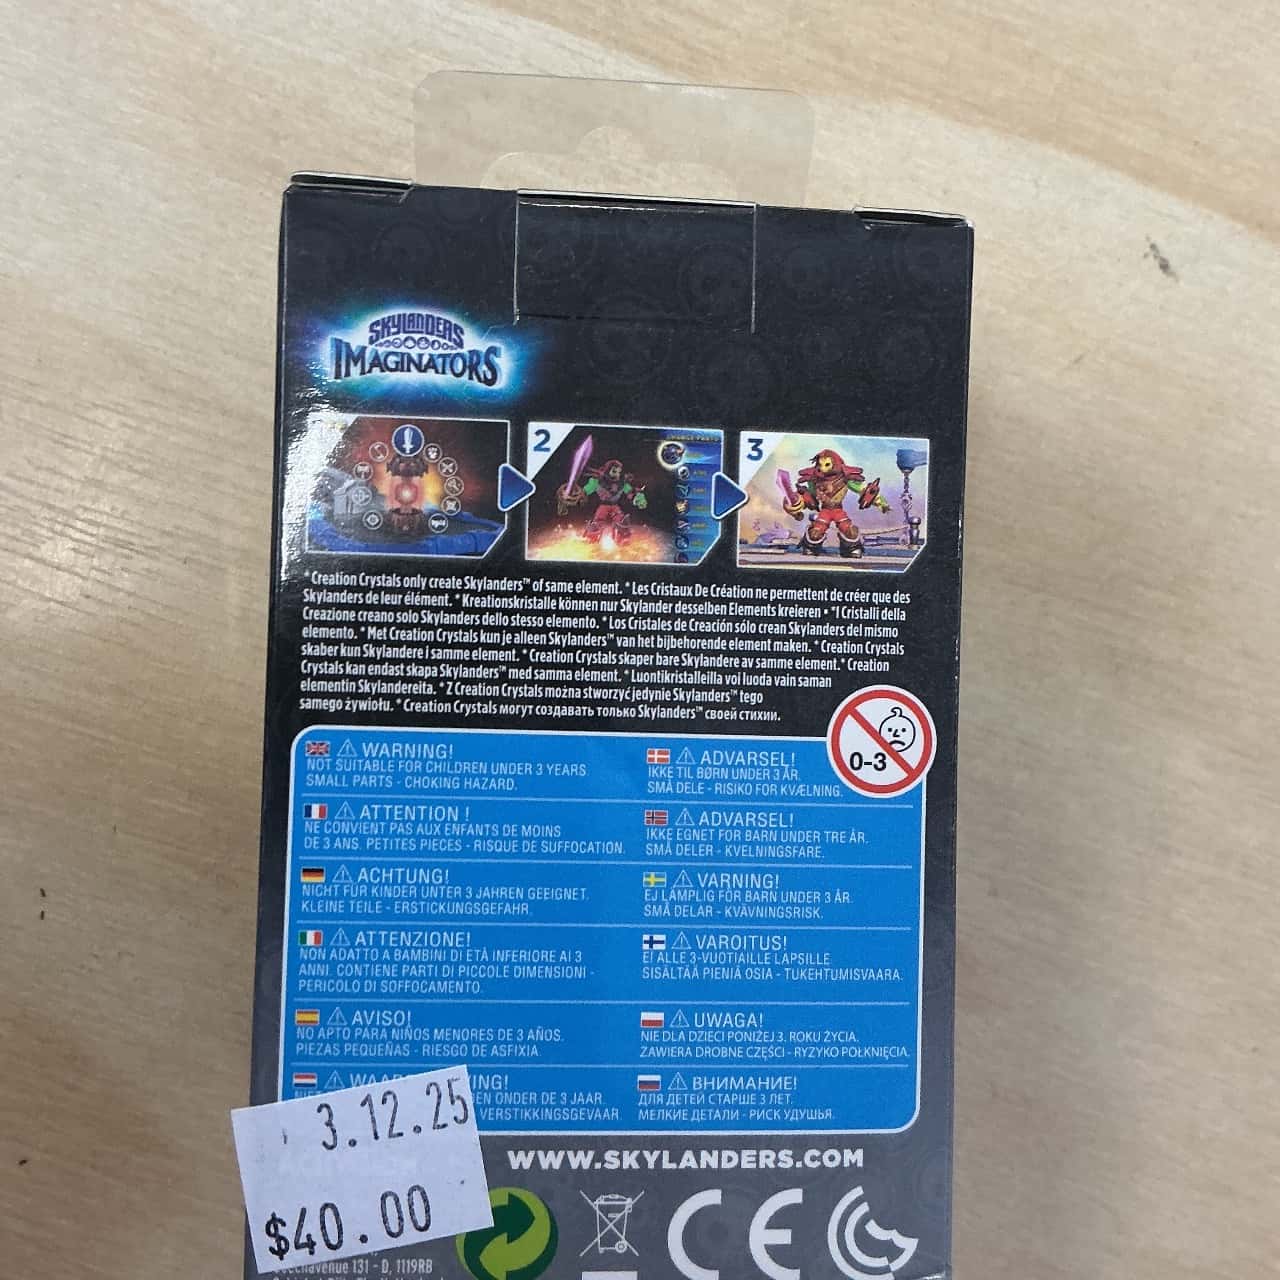 SKYLANDERS
IMAGINATORS
2
3
* Creation Crystals only create Skylanders™ of same element. * Les Cristaux De Création ne permettent de créer que des
Skylanders de leur élément. * Kreationskristalle können nur Skylander desselben Elements kreieren • *I Cristalli della
Creazione creano solo Skylanders dello stesso elemento. * Los Cristales de Creación sólo crean Skylanders del mismo
elemento. * Met Creation Crystals kun je alleen Skylanders™ van het bijbehorende element maken. * Creation Crystals
skaber kun Skylandere i samme element. * Creation Crystals skaper bare Skylandere av samme element.* Creation
Crystals kan endast skapa Skylanders™ med samma element. * Luontikristalleilla voi luoda vain saman
elementin Skylandereita. * Z Creation Crystals można stworzyć jedynie Skylanders™ tego
samego żywiołu. * Creation Crystals могут создавать только Skylanders™ своей стихии.
0-3
WARNING!
NOT SUITABLE FOR CHILDREN UNDER 3 YEARS.
SMALL PARTS - CHOKING HAZARD.
ATTENTION !
NE CONVIENT PAS AUX ENFANTS DE MOINS
DE 3 ANS. PETITES PIECES - RISQUE DE SUFFOCATION.
ACHTUNG!
NICHT FÜR KINDER UNTER 3 JAHREN GEEIGNET.
KLEINE TEILE - ERSTICKUNGSGEFAHR.
ATTENZIONE!
NON ADATTO A BAMBINI DI ETÀ INFERIORE AI 3
ANNI. CONTIENE PARTI DI PICCOLE DIMENSIONI -
PERICOLO DI SOFFOCAMENTO.
AVISO!
NO APTO PARA NIÑOS MENORES DE 3 AÑOS.
PIEZAS PEQUEÑAS - RIESGO DE ASFIXIA.
ONDER DE 3 JAAR.
VERSTIKKINGSGEVAAR.
ADVARSEL!
IKKE TIL BØRN UNDER 3 ÅR.
SMÅ DELE - RISIKO FOR KVÆLNING.
ADVARSEL!
IKKE EGNET FOR BARN UNDER TRE ÅR.
SMÅ DELER - KVELNINGSFARE.
VARNING!
EJ LÄMPLIG FÖR BARN UNDER 3 ÅR.
SMÅ DELAR - KVÄVNINGSRISK.
VAROITUS!
EI ALLE 3-VUOTIAILLE LAPSILLE.
SISÄLTÄÄ PIENIÄ OSIA - TUKEHTUMISVAARA.
UWAGA!
NIE DLA DZIECI PONIŻEJ 3. ROKU ŻYCIA.
ZAWIERA DROBNE CZĘŚCI - RYZYKO POŁKNIĘCIA.
ВНИМАНИЕ!
ДЛЯ ДЕТЕЙ СТАРШЕ 3 ЛЕТ.
МЕЛКИЕ ДЕТАЛИ - РИСК УДУШЬЯ.
3.12.25
$40.00
WWW.SKYLANDERS.COM
CE
131 - D, 1119RB